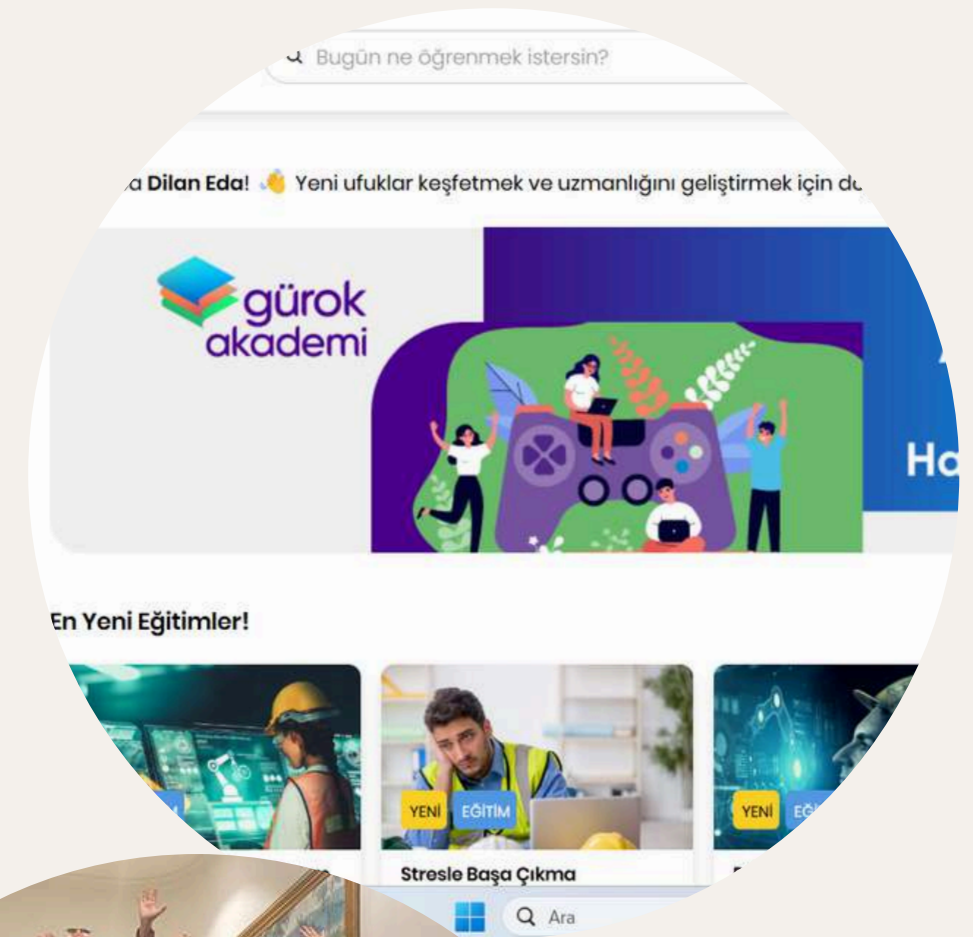 Bugün ne öğrenmek istersin?
Dilan Eda! 👋 Yeni ufuklar keşfetmek ve uzmanlığını geliştirmek için
gürok
akademi
En Yeni Eğitimler!
YENİ EĞİTİM
YENİ
Stresle Başa Çıkma
Ara